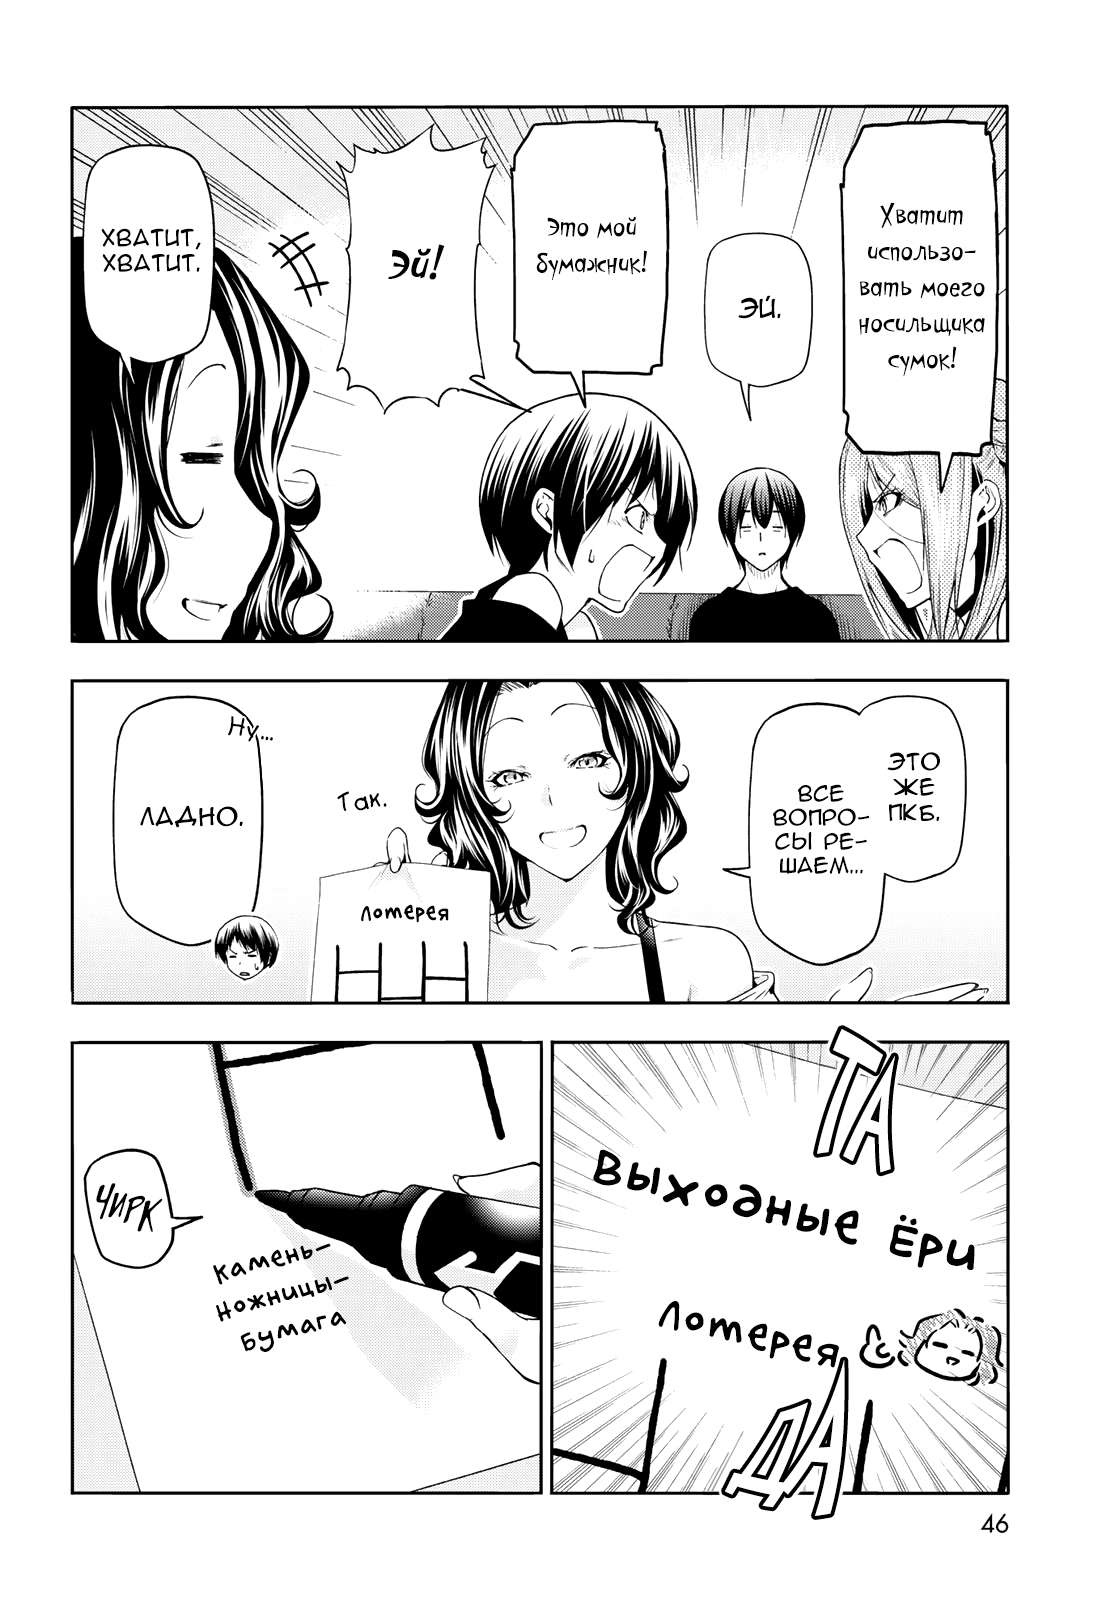 Хватит
использо-
вать моего
носильщика
сумок!
ЭЙ.
Это мой
бумажник!
ЭЙ!
ХВАТИТ,
ХВАТИТ.
ЭТО
ЖЕ
ПКБ.
ВСЕ
ВОПРО-
СЫ РЕ-
ШАЕМ...
Так.
Лотерея
Ну...
ЛАДНО.
ТА
Выходные Ёри
Лотерея
ДА
ЧИРК
Камень-
ножницы-
бумага
46